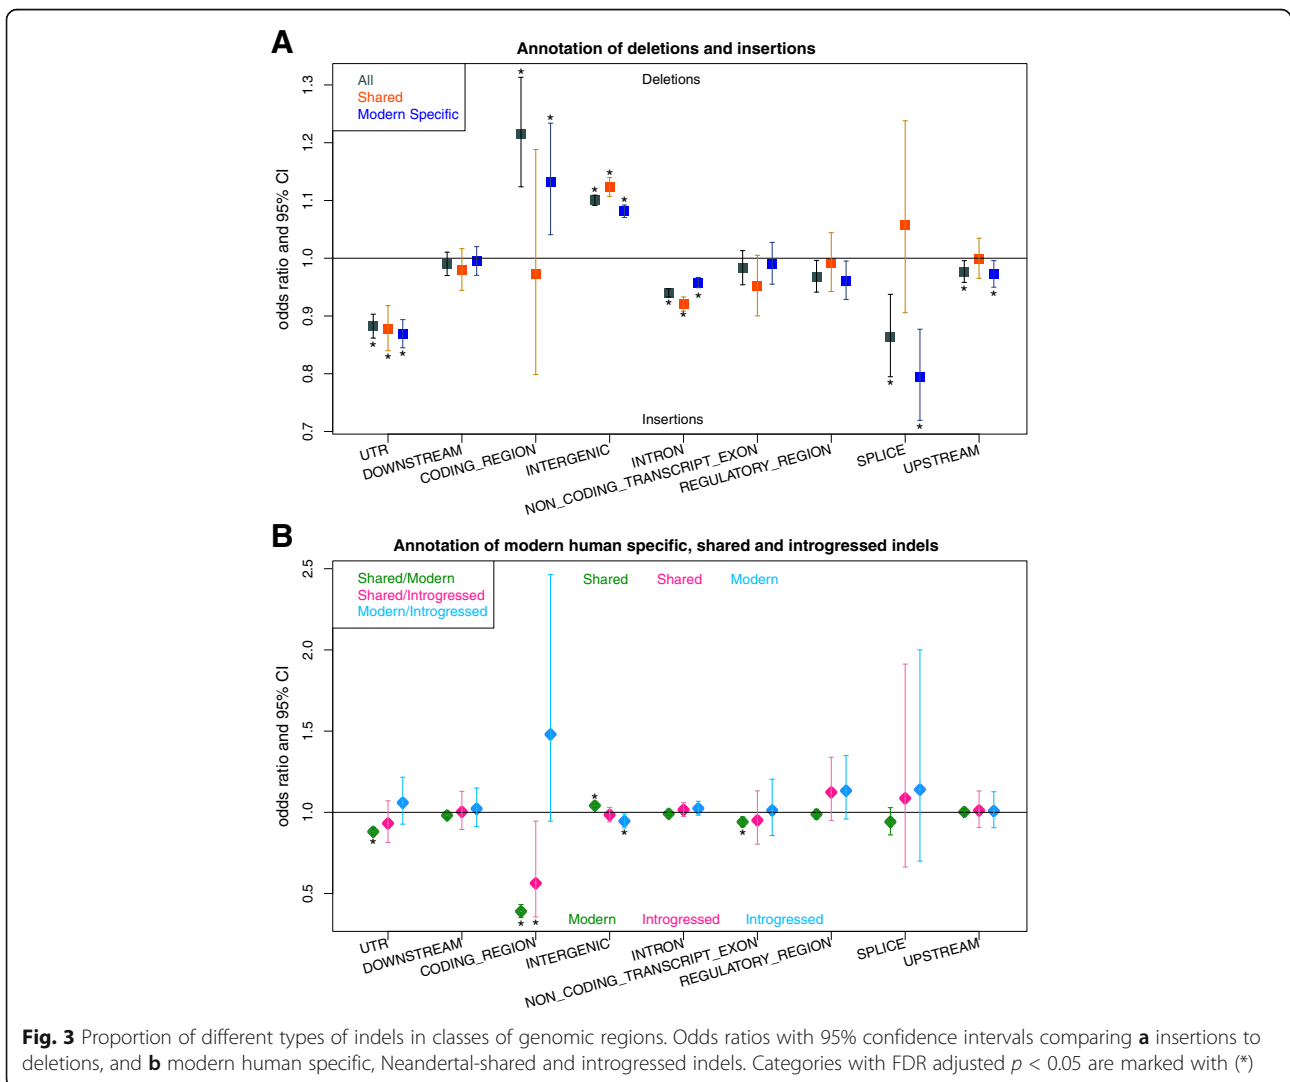 A
Annotation of deletions and insertions
All
Shared
Modern Specific
Deletions
Insertions
odds ratio and 95% CI
1.3
1.2
1.1
1.0
0.9
0.8
0.7
* * * * * * * * * * * * * * *
UTR
DOWNSTREAM
CODING_REGION
INTERGENIC
INTRON
NON_CODING_TRANSCRIPT_EXON
REGULATORY_REGION
SPLICE
UPSTREAM
B
Annotation of modern human specific, shared and introgressed indels
Shared/Modern
Shared/Introgressed
Modern/Introgressed
Shared Shared Modern
Modern Introgressed Introgressed
odds ratio and 95% CI
2.5
2.0
1.5
1.0
0.5
* * * * * *
UTR
DOWNSTREAM
CODING_REGION
INTERGENIC
INTRON
NON_CODING_TRANSCRIPT_EXON
REGULATORY_REGION
SPLICE
UPSTREAM
Fig. 3 Proportion of different types of indels in classes of genomic regions. Odds ratios with 95% confidence intervals comparing a insertions to
deletions, and b modern human specific, Neandertal-shared and introgressed indels. Categories with FDR adjusted p < 0.05 are marked with (*)